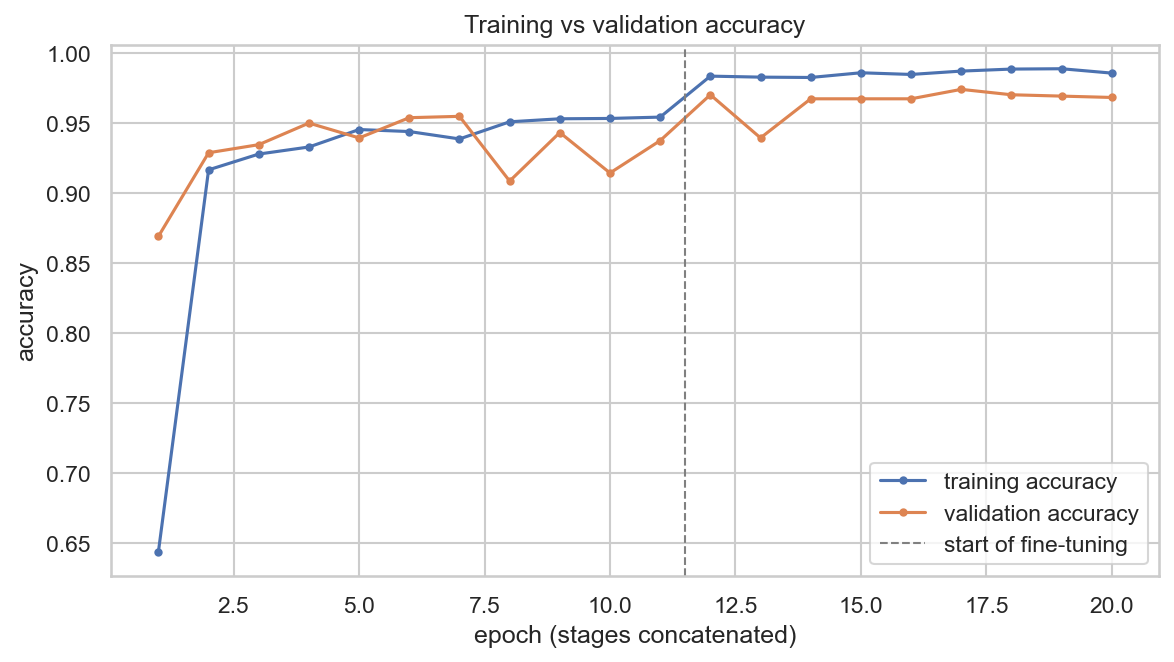 Training vs validation accuracy
1.00
0.95
0.90
0.85
0.80
0.75
0.70
0.65
accuracy
2.5 5.0 7.5 10.0 12.5 15.0 17.5 20.0
epoch (stages concatenated)
training accuracy
validation accuracy
start of fine-tuning